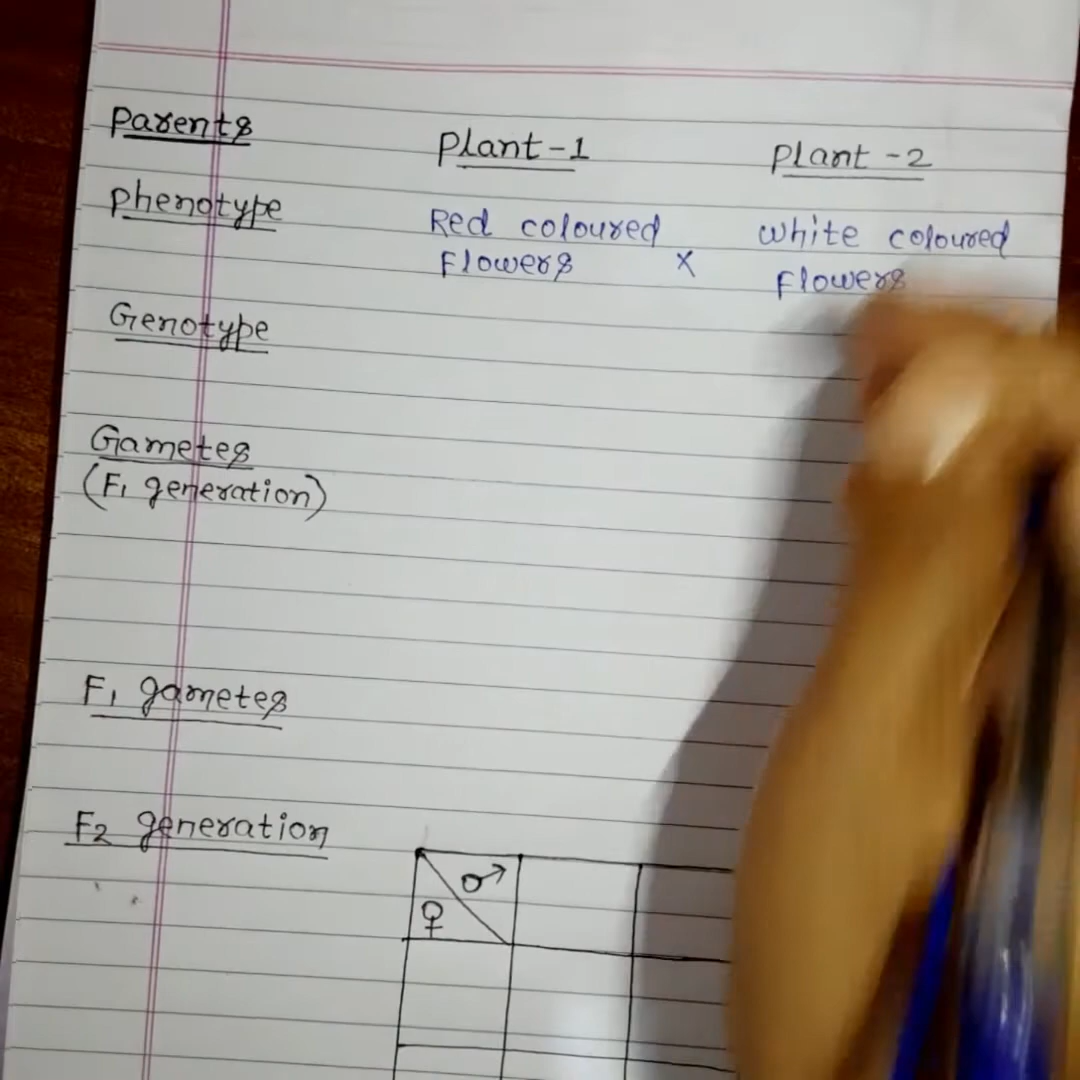 Parents Plant-1 Plant-2
Phenotype Red coloured White coloured
Flowers x Flowers
Genotype
Gametes
(F₁ generation)
F₁ gametes
F₂ generation
♂
♀